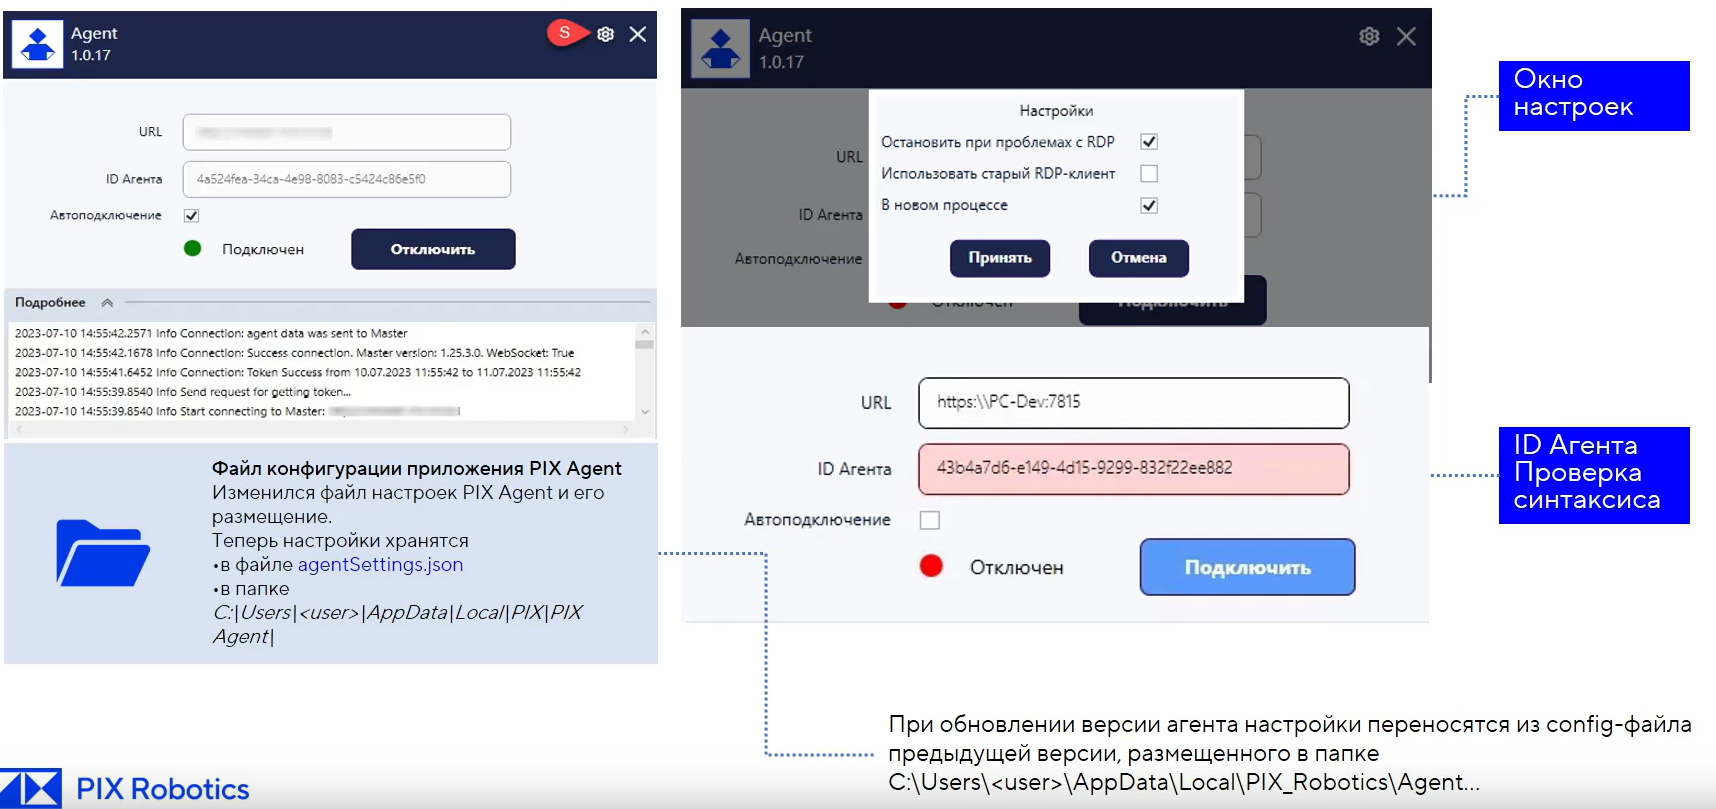 Agent
1.0.17
S
URL
ID Агента
4a524fea-34ca-4e98-8083-c5424c86e5f0
Автоподключение
Подключен
Отключить
Подробнее
2023-07-10 14:55:42.2571 Info Connection: agent data was sent to Master
2023-07-10 14:55:42.1678 Info Connection: Success connection. Master version: 1.25.3.0. WebSocket: True
2023-07-10 14:55:41.6452 Info Connection: Token Success from 10.07.2023 11:55:42 to 11.07.2023 11:55:42
2023-07-10 14:55:39.8540 Info Send request for getting token...
2023-07-10 14:55:39.8540 Info Start connecting to Master:
Файл конфигурации приложения PIX Agent
Изменился файл настроек PIX Agent и его
размещение.
Теперь настройки хранятся
•в файле agentSettings.json
•в папке
C:\Users\<user>\AppData\Local\PIX\PIX
Agent\
Agent
1.0.17
Настройки
Остановить при проблемах с RDP
Использовать старый RDP-клиент
В новом процессе
Принять
Отмена
URL
ID Агента
Автоподключение
Отключен
Подключить
URL
https:\\PC-Dev:7815
ID Агента
43b4a7d6-e149-4d15-9299-832f22ee882
Автоподключение
Отключен
Подключить
Окно
настроек
ID Агента
Проверка
синтаксиса
При обновлении версии агента настройки переносятся из config-файла
предыдущей версии, размещенного в папке
C:\Users\<user>\AppData\Local\PIX_Robotics\Agent...
PIX Robotics